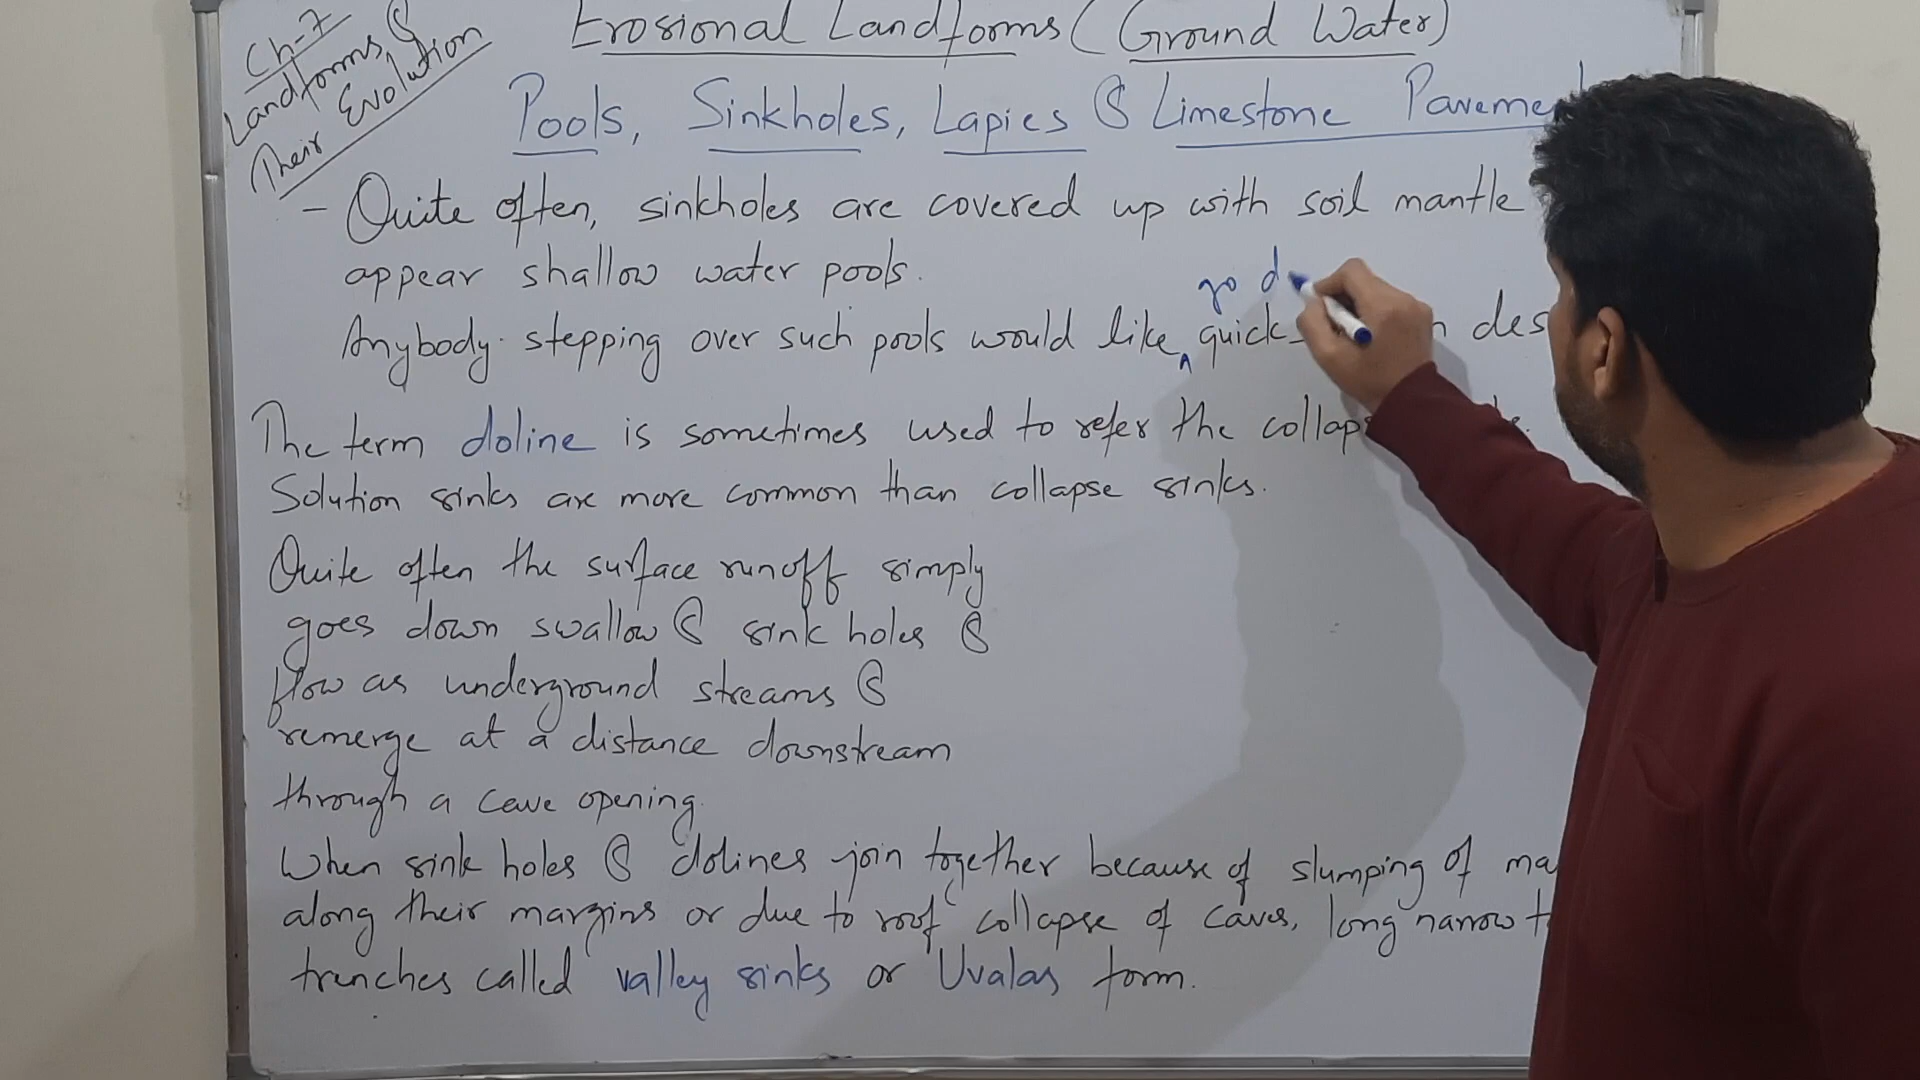 Ch-7
Landforms &
Their Evolution
Erosional Landforms (Ground Water)
Pools, Sinkholes, Lapies & Limestone
- Quite often, sinkholes are covered up with soil mantle
appear shallow water pools.
go d
Anybody stepping over such pools would like ^ quick
The term doline is sometimes used to refer the
Solution sinks are more common than collapse sinks.
Quite often the surface runoff simply
goes down swallow & sink holes &
flow as underground streams &
remerge at a distance downstream
through a cave opening.
When sink holes & dolines join together because of slumping of
along their margins or due to roof collapse of caves, long narrow
trenches called valley sinks or Uvalas form.